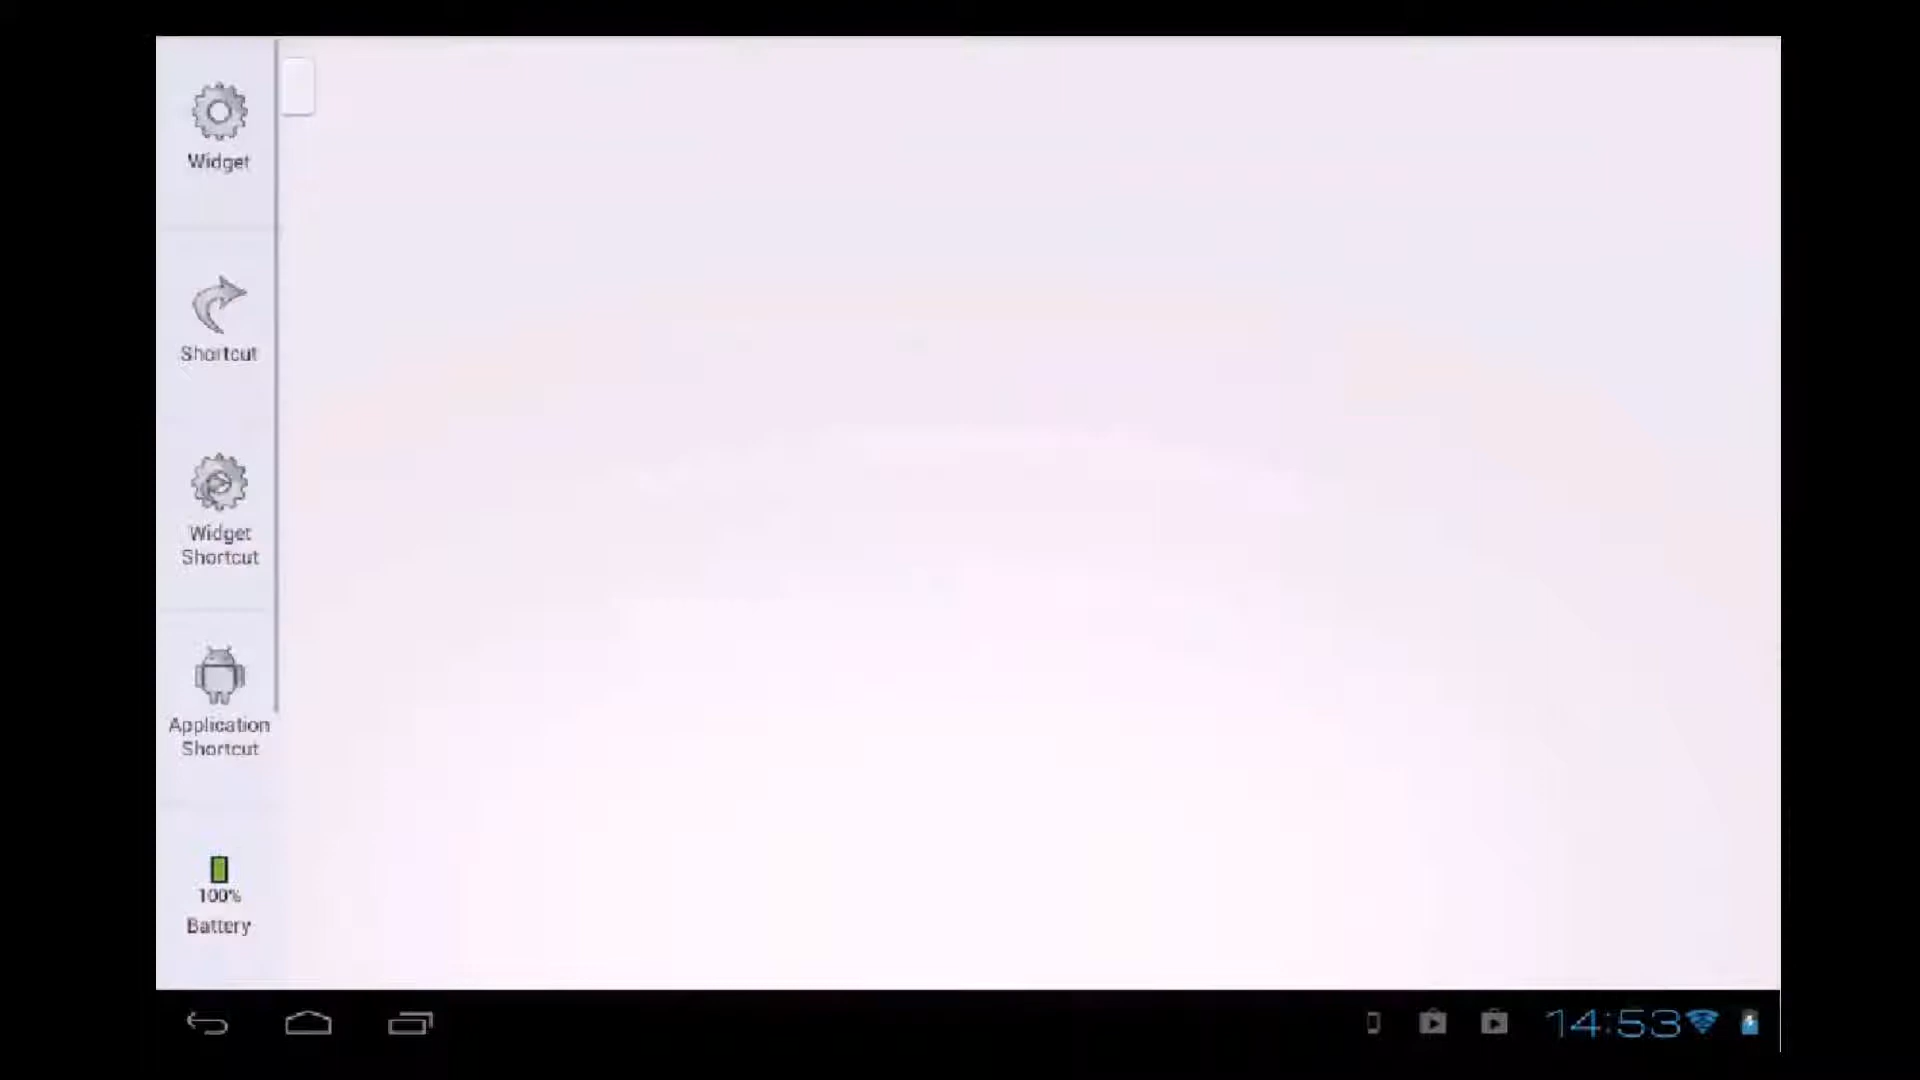 Widget
Shortcut
Widget
Shortcut
Application
Shortcut
100%
Battery
14:53